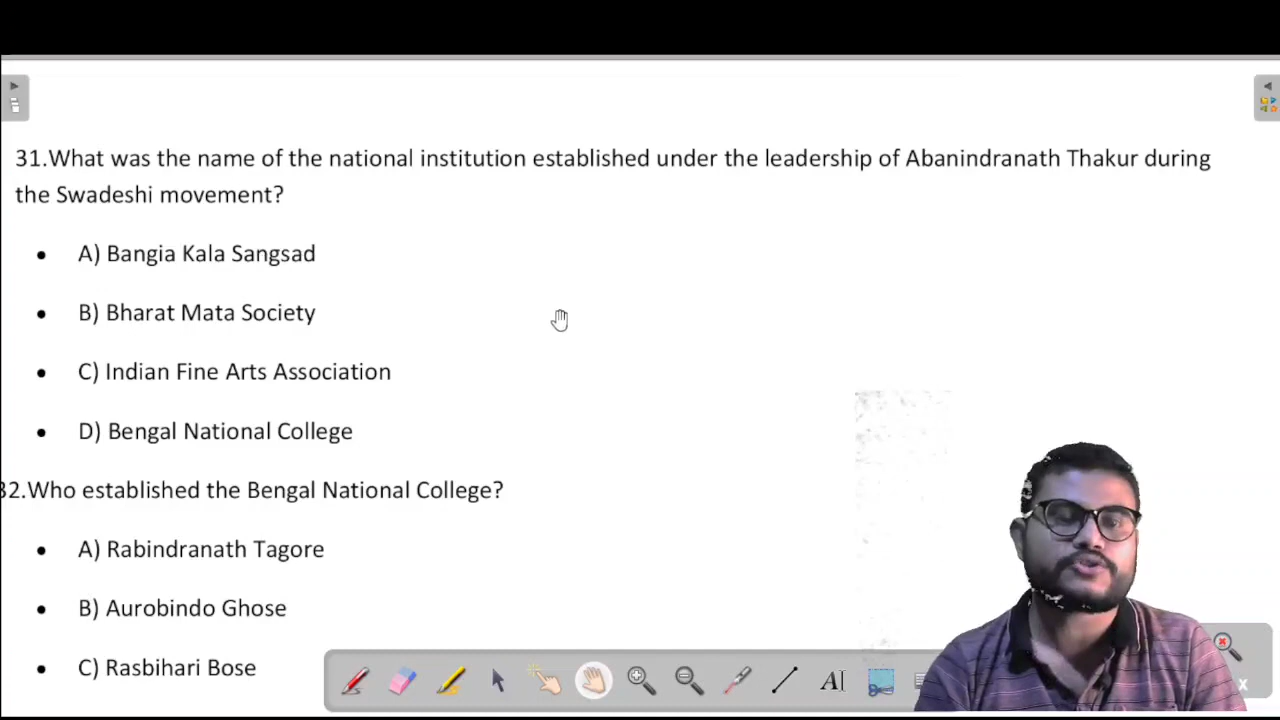 31.What was the name of the national institution established under the leadership of Abanindranath Thakur during
the Swadeshi movement?
• A) Bangia Kala Sangsad
• B) Bharat Mata Society
• C) Indian Fine Arts Association
• D) Bengal National College
32.Who established the Bengal National College?
• A) Rabindranath Tagore
• B) Aurobindo Ghose
• C) Rasbihari Bose
AI
x